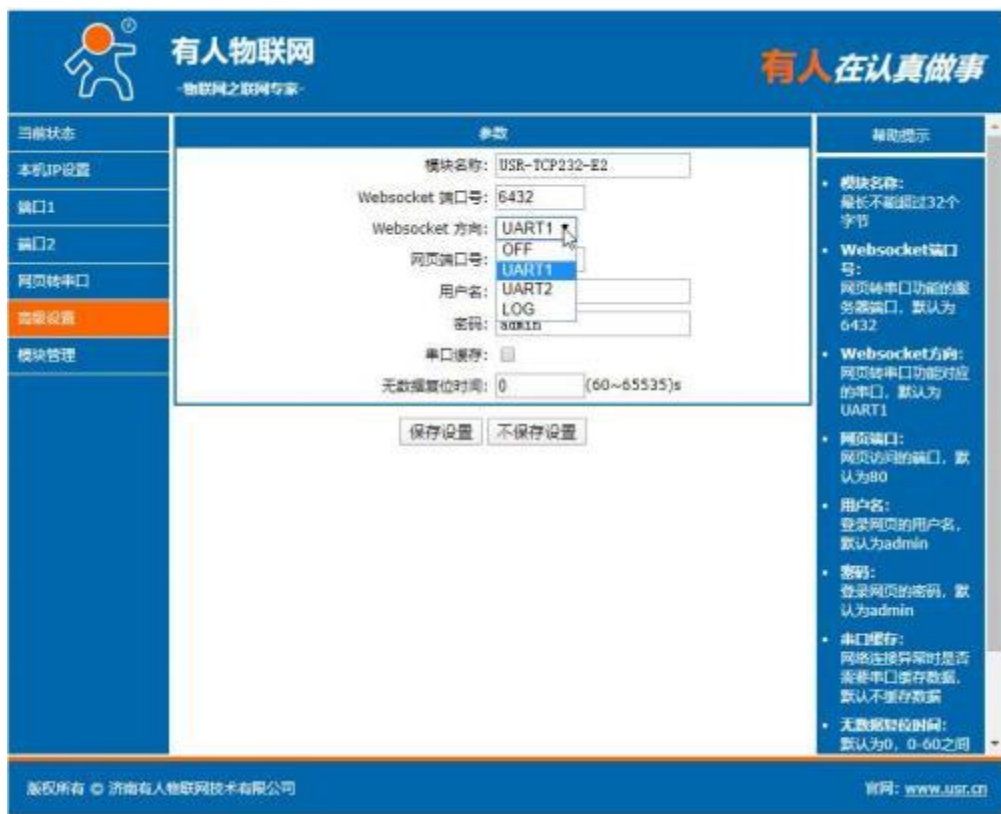 有人物联网
-物联网之联网专家-
有人在认真做事
当前状态
本机IP设置
端口1
端口2
网页转串口
高级设置
模块管理
参数
模块名称: USR-TCP232-E2
Websocket 端口号: 6432
Websocket 方向: UART1
OFF
UART1
UART2
LOG
网页端口号:
用户名:
密码: admin
串口缓存:
无数据复位时间: 0 (60~65535)s
保存设置 不保存设置
帮助提示
• 模块名称:
最长不能超过32个
字节
• Websocket端口
号:
网页转串口功能的服
务器端口，默认为
6432
• Websocket方向:
网页转串口功能对应
的串口，默认为
UART1
• 网页端口:
网页访问的端口，默
认为80
• 用户名:
登录网页的用户名，
默认为admin
• 密码:
登录网页的密码，默
认为admin
• 串口缓存:
网络连接异常时是否
需要串口缓存数据，
默认不缓存数据
• 无数据复位时间:
默认为0，0-60之间
版权所有 © 济南有人物联网技术有限公司
官网: www.usr.cn